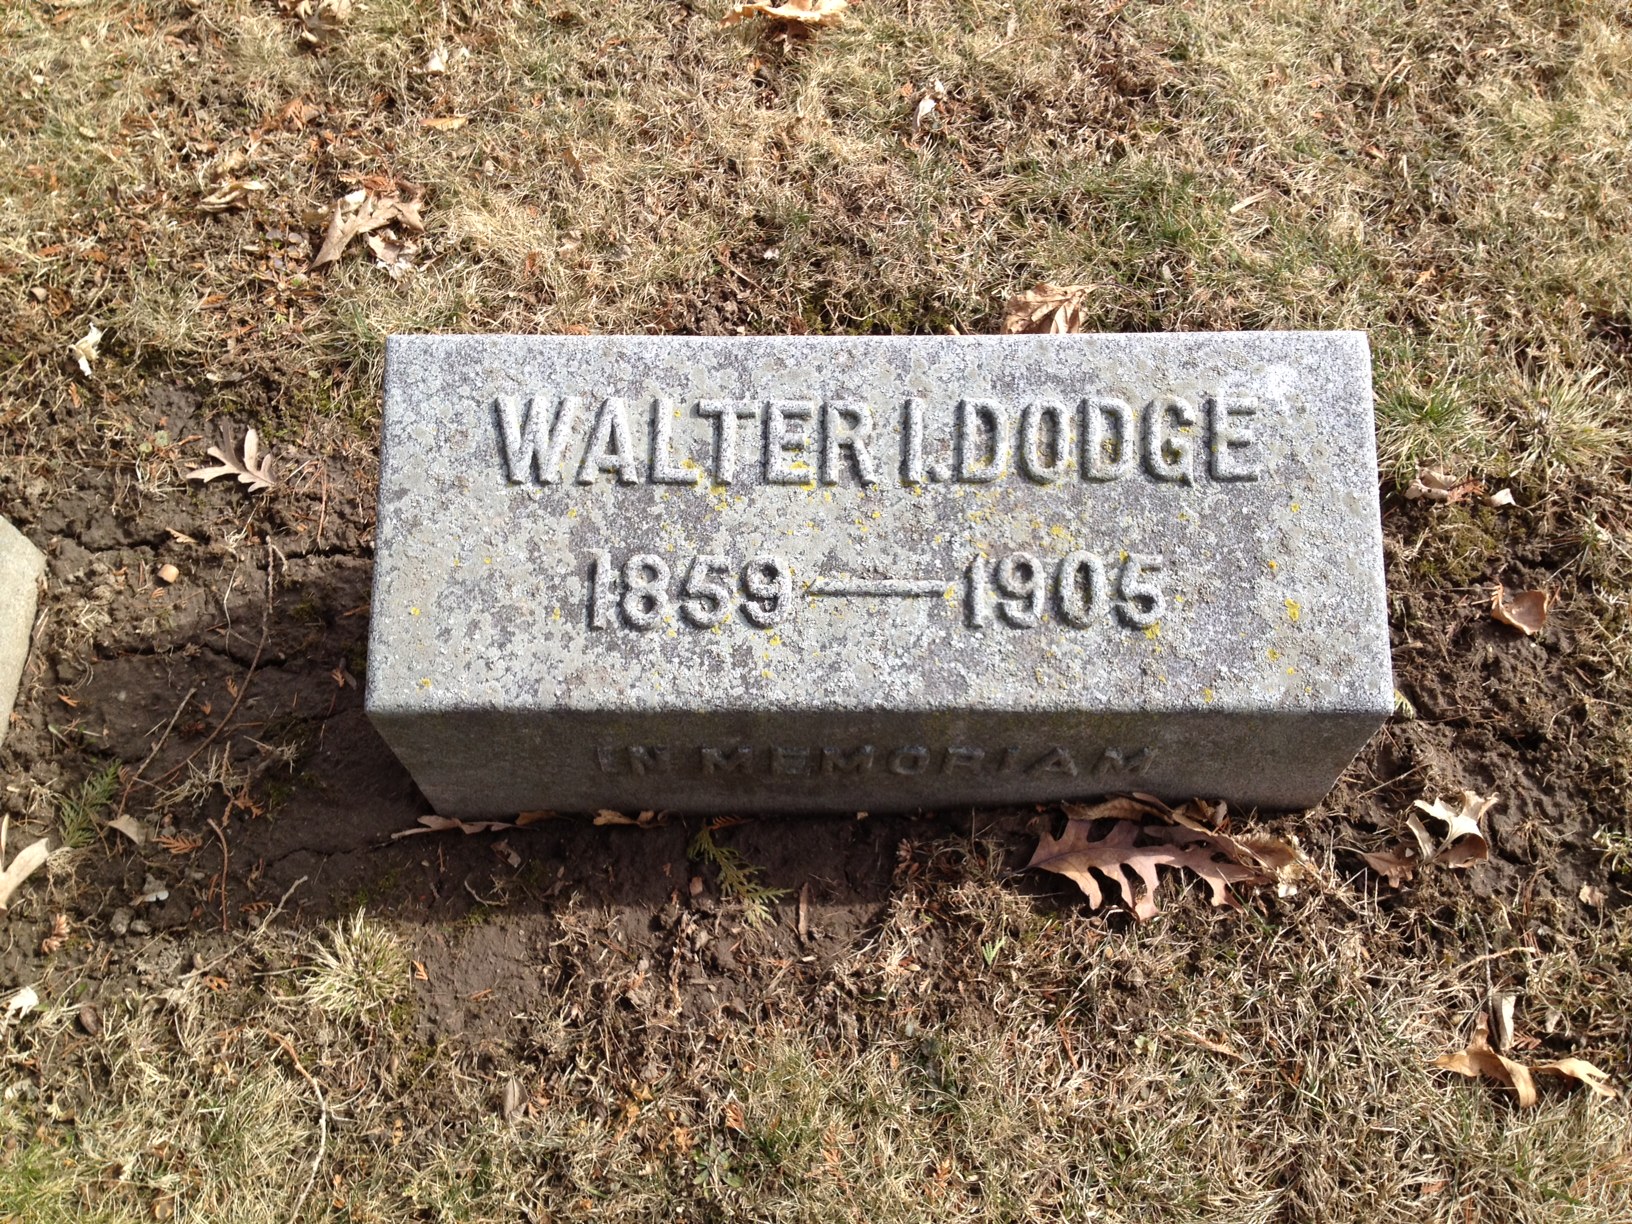 WALTER I. DODGE
1859—1905
IN MEMORIAM